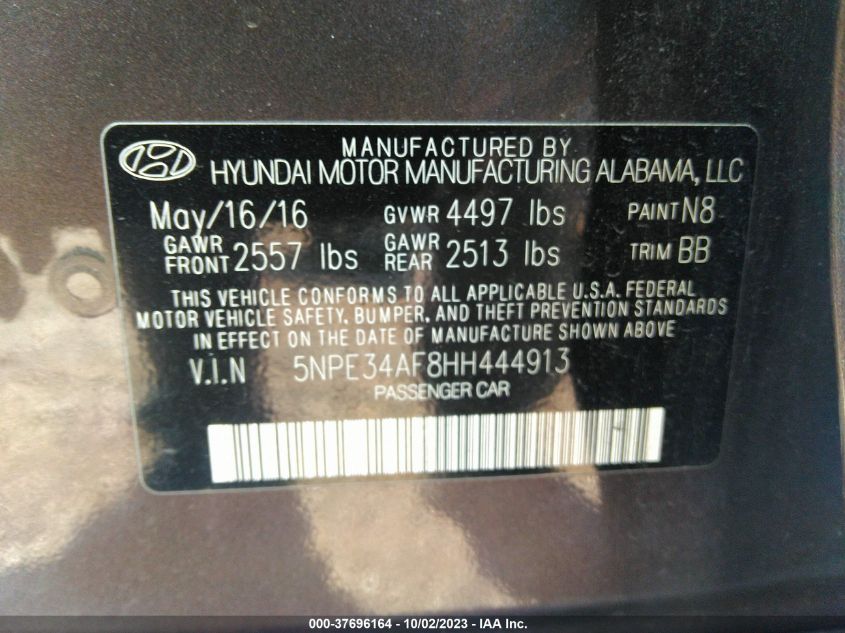 MANUFACTURED BY
HYUNDAI MOTOR MANUFACTURING ALABAMA, LLC
May/16/16 GVWR 4497 lbs PAINT N8
GAWR FRONT 2557 lbs GAWR REAR 2513 lbs TRIM BB
THIS VEHICLE CONFORMS TO ALL APPLICABLE U.S.A. FEDERAL
MOTOR VEHICLE SAFETY, BUMPER, AND THEFT PREVENTION STANDARDS
IN EFFECT ON THE DATE OF MANUFACTURE SHOWN ABOVE
V.I.N 5NPE34AF8HH444913
PASSENGER CAR
000-37696164 - 10/02/2023 - IAA Inc.